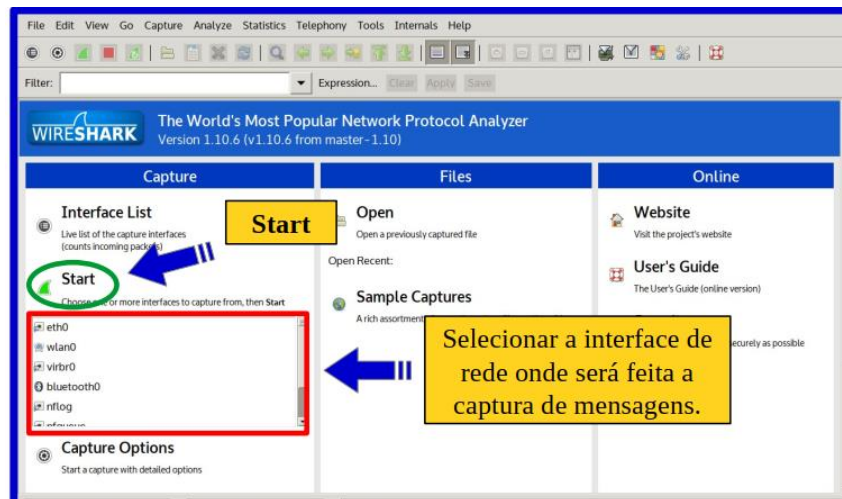 File Edit View Go Capture Analyze Statistics Telephony Tools Internals Help
Filter: Expression... Clear Apply Save
WIRESHARK
The World's Most Popular Network Protocol Analyzer
Version 1.10.6 (v1.10.6 from master-1.10)
Capture
Interface List
Live list of the capture interfaces
(counts incoming packets)
Start
Start
Choose one or more interfaces to capture from, then Start
eth0
wlan0
virbr0
bluetooth0
nflog
Capture Options
Start a capture with detailed options
Files
Open
Open a previously captured file
Open Recent:
Sample Captures
A rich assortment
Selecionar a interface de
rede onde será feita a
captura de mensagens.
Online
Website
Visit the project's website
User's Guide
The User's Guide (online version)
securely as possible